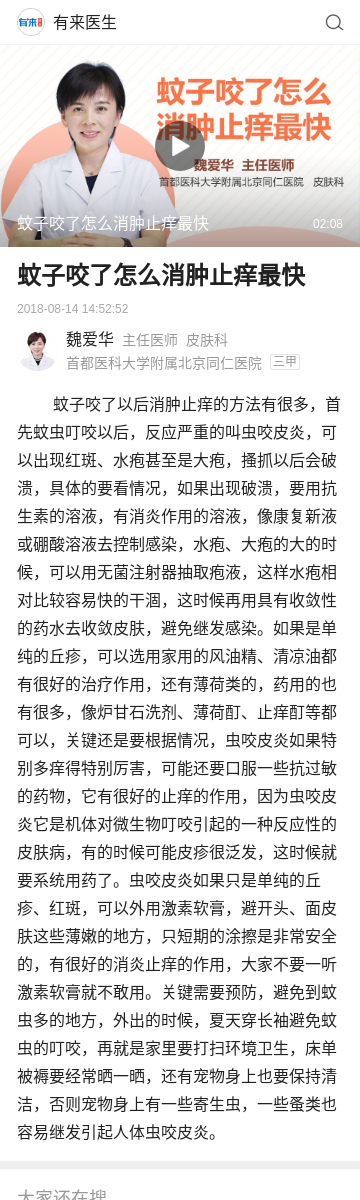 有来 有来医生
蚊子咬了怎么
消肿止痒最快
魏爱华 主任医师
首都医科大学附属北京同仁医院 皮肤科
蚊子咬了怎么消肿止痒最快 02:08
蚊子咬了怎么消肿止痒最快
2018-08-14 14:52:52
魏爱华 主任医师 皮肤科
首都医科大学附属北京同仁医院 三甲
蚊子咬了以后消肿止痒的方法有很多，首
先蚊虫叮咬以后，反应严重的叫虫咬皮炎，可
以出现红斑、水疱甚至是大疱，搔抓以后会破
溃，具体的要看情况，如果出现破溃，要用抗
生素的溶液，有消炎作用的溶液，像康复新液
或硼酸溶液去控制感染，水疱、大疱的大的时
候，可以用无菌注射器抽取疱液，这样水疱相
对比较容易快的干涸，这时候再用具有收敛性
的药水去收敛皮肤，避免继发感染。如果是单
纯的丘疹，可以选用家用的风油精、清凉油都
有很好的治疗作用，还有薄荷类的，药用的也
有很多，像炉甘石洗剂、薄荷酊、止痒酊等都
可以，关键还是要根据情况，虫咬皮炎如果特
别多痒得特别厉害，可能还要口服一些抗过敏
的药物，它有很好的止痒的作用，因为虫咬皮
炎它是机体对微生物叮咬引起的一种反应性的
皮肤病，有的时候可能皮疹很泛发，这时候就
要系统用药了。虫咬皮炎如果只是单纯的丘
疹、红斑，可以外用激素软膏，避开头、面皮
肤这些薄嫩的地方，只短期的涂擦是非常安全
的，有很好的消炎止痒的作用，大家不要一听
激素软膏就不敢用。关键需要预防，避免到蚊
虫多的地方，外出的时候，夏天穿长袖避免蚊
虫的叮咬，再就是家里要打扫环境卫生，床单
被褥要经常晒一晒，还有宠物身上也要保持清
洁，否则宠物身上有一些寄生虫，一些蚤类也
容易继发引起人体虫咬皮炎。
大家还在搜